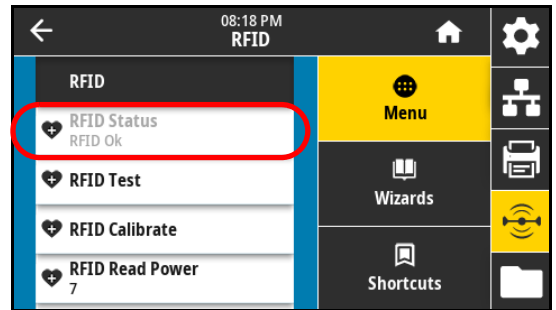 08:18 PM
RFID
RFID
RFID Status
RFID Ok
RFID Test
RFID Calibrate
RFID Read Power
7
Menu
Wizards
Shortcuts